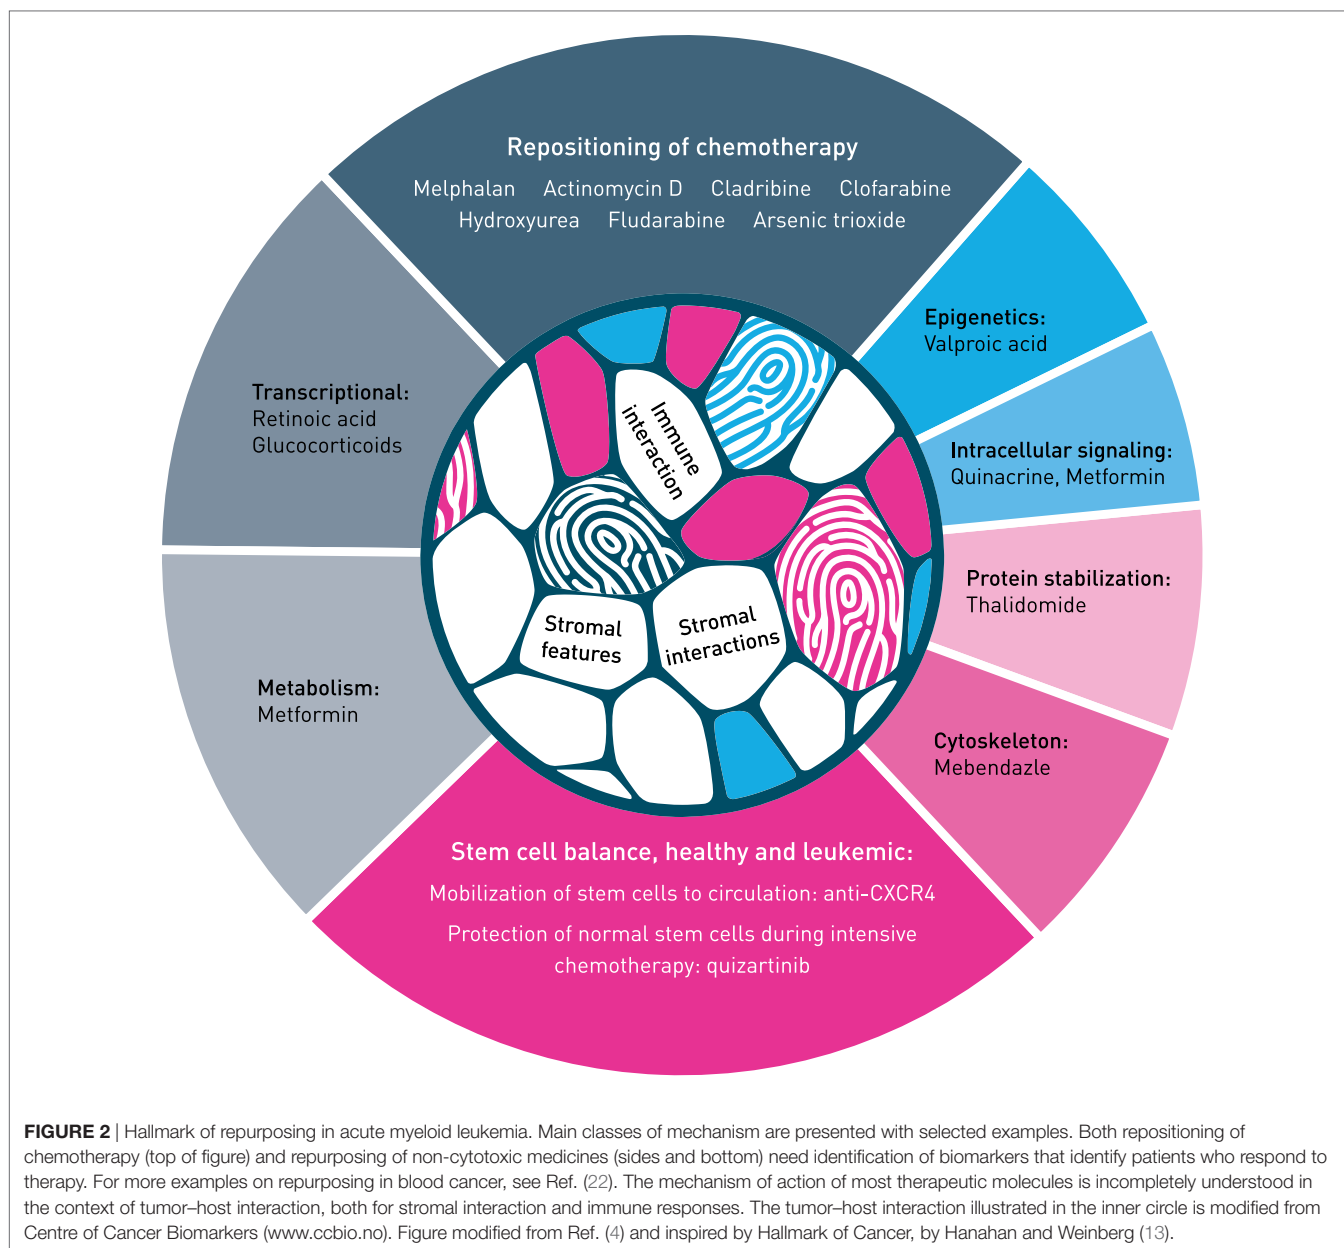 Repositioning of chemotherapy
Melphalan Actinomycin D Cladribine Clofarabine
Hydroxyurea Fludarabine Arsenic trioxide
Epigenetics:
Valproic acid
Intracellular signaling:
Quinacrine, Metformin
Protein stabilization:
Thalidomide
Cytoskeleton:
Mebendazle
Stem cell balance, healthy and leukemic:
Mobilization of stem cells to circulation: anti-CXCR4
Protection of normal stem cells during intensive
chemotherapy: quizartinib
Metabolism:
Metformin
Transcriptional:
Retinoic acid
Glucocorticoids
Immune
interaction
Stromal
features
Stromal
interactions
FIGURE 2 | Hallmark of repurposing in acute myeloid leukemia. Main classes of mechanism are presented with selected examples. Both repositioning of
chemotherapy (top of figure) and repurposing of non-cytotoxic medicines (sides and bottom) need identification of biomarkers that identify patients who respond to
therapy. For more examples on repurposing in blood cancer, see Ref. (22). The mechanism of action of most therapeutic molecules is incompletely understood in
the context of tumor–host interaction, both for stromal interaction and immune responses. The tumor–host interaction illustrated in the inner circle is modified from
Centre of Cancer Biomarkers (www.ccbio.no). Figure modified from Ref. (4) and inspired by Hallmark of Cancer, by Hanahan and Weinberg (13).